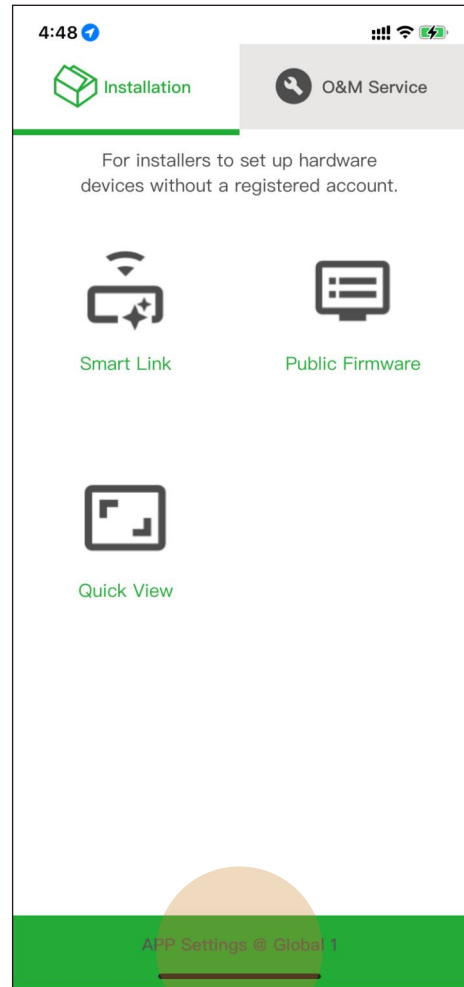 4:48
Installation
O&M Service
For installers to set up hardware
devices without a registered account.
Smart Link
Public Firmware
Quick View
APP Settings @ Global 1